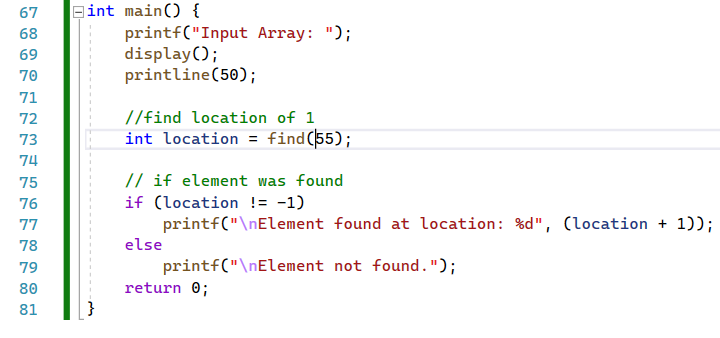 67 int main() {
68 printf("Input Array: ");
69 display();
70 printline(50);
71
72 //find location of 1
73 int location = find(55);
74
75 // if element was found
76 if (location != -1)
77 printf("\nElement found at location: %d", (location + 1));
78 else
79 printf("\nElement not found.");
80 return 0;
81 }